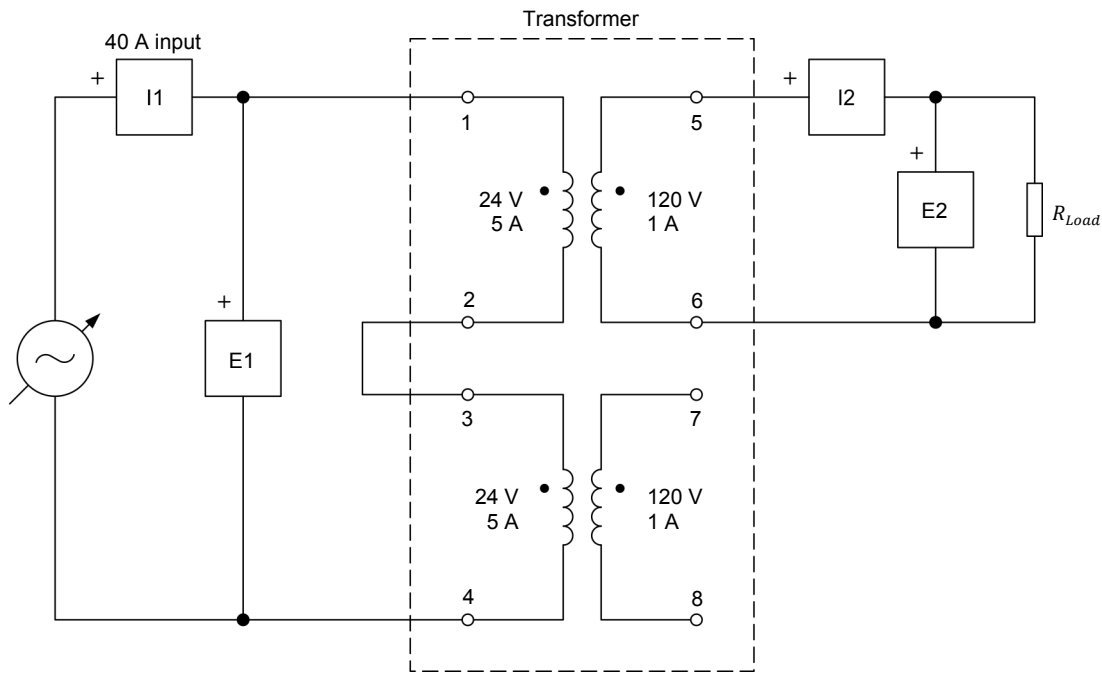 Transformer
40 A input
+
I1
1
5
+
I2
+
E2
R_Load
24 V
5 A
120 V
1 A
+
E1
2
6
3
7
24 V
5 A
120 V
1 A
4
8